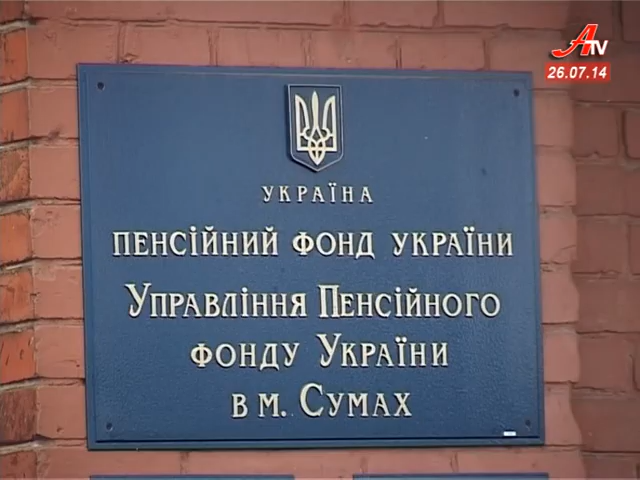 ATV
26.07.14
УКРАЇНА
ПЕНСІЙНИЙ ФОНД УКРАЇНИ
УПРАВЛІННЯ ПЕНСІЙНОГО
ФОНДУ УКРАЇНИ
В М. СУМАХ